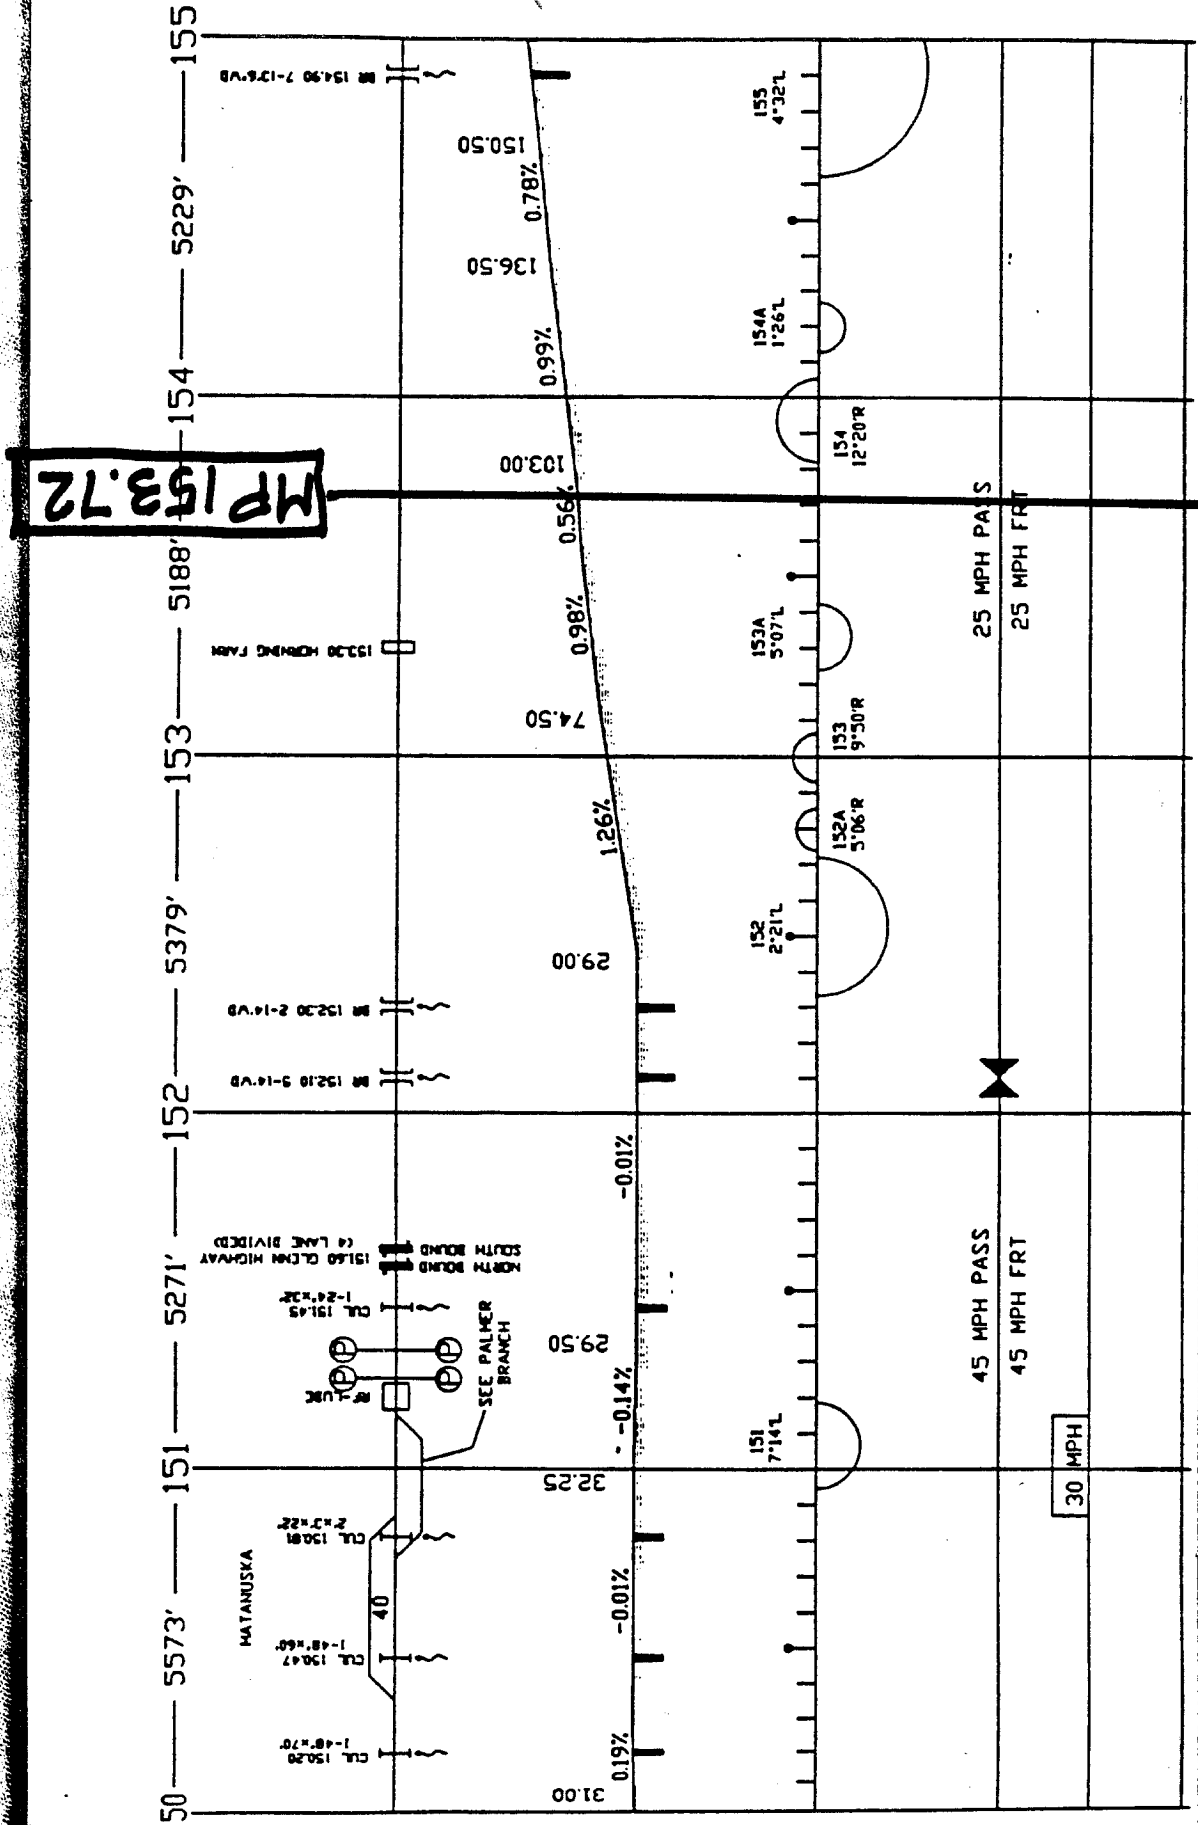 50 — 5573' — 151 — 5271' — 152 — 5379' — 153 — 5188' — 154 — 5229' — 155
MP 153.72
MATANUSKA
CUL 150.20
1-48"x70'
CUL 150.47
1-48"x60'
CUL 150.81
2'x3'x22'
40
RF-LUBE
P P
P P
SEE PALMER
BRANCH
CUL 151.45
1-24"x32'
151.60 GLENN HIGHWAY
(4 LANE DIVIDED)
NORTH BOUND
SOUTH BOUND
BR 152.10 5-14'WD
BR 152.30 2-14'WD
153.30 HORNING FARM
BR 154.90 7-13'6"WD
31.00
32.25
29.50
29.00
74.50
103.00
136.50
150.50
0.19%
-0.01%
-0.14%
-0.01%
1.26%
0.98%
0.56%
0.99%
0.78%
151
7°14'L
152
2°21'L
152A
5°06'R
153
9°50'R
153A
5°07'L
154
12°20'R
154A
1°26'L
155
4°32'L
45 MPH PASS
45 MPH FRT
25 MPH PASS
25 MPH FRT
30 MPH